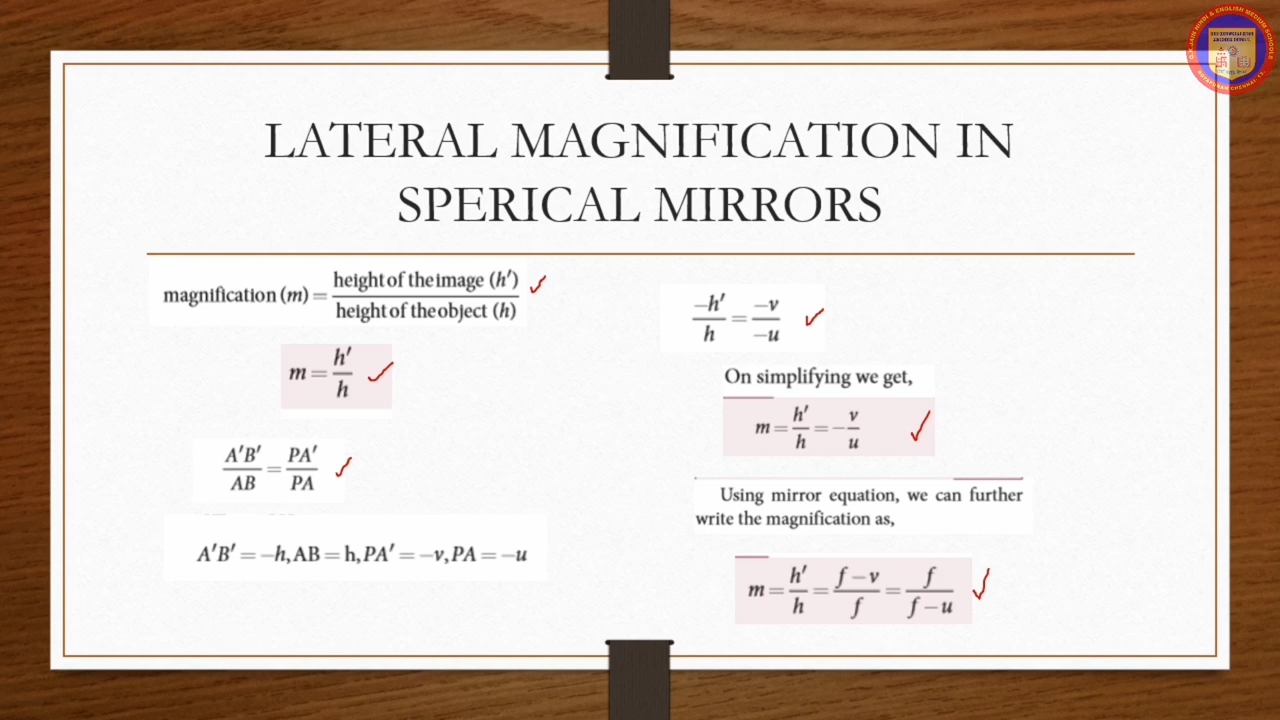 LATERAL MAGNIFICATION IN
SPERICAL MIRRORS
magnification (m) = height of the image (h′) / height of the object (h)
m = h′ / h
A′B′ / AB = PA′ / PA
A′B′ = −h, AB = h, PA′ = −v, PA = −u
−h′ / h = −v / −u
On simplifying we get,
m = h′ / h = − v / u
Using mirror equation, we can further
write the magnification as,
m = h′ / h = f − v / f = f / f − u